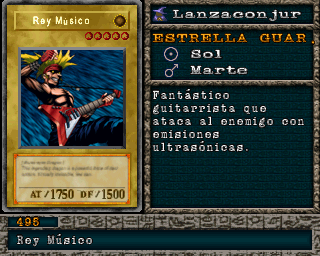 Rey Músico
AT/1750 DF/1500
Lanzaconjur
ESTRELLA GUAR.
Sol
Marte
Fantástico
guitarrista que
ataca al enemigo con
emisiones
ultrasónicas.
495
Rey Músico